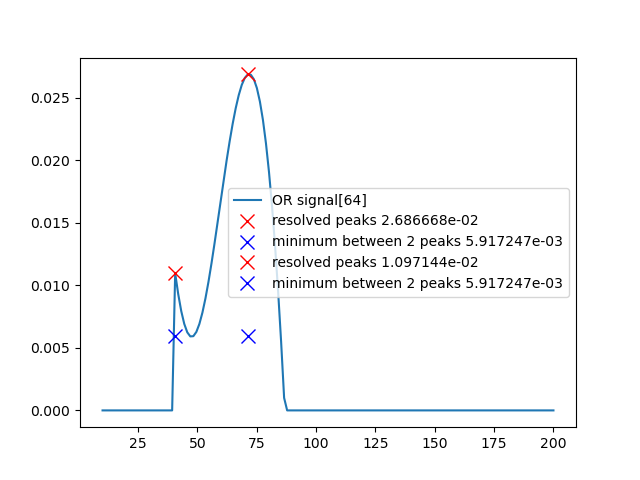 0.025
0.020
0.015
0.010
0.005
0.000
OR signal[64]
resolved peaks 2.686668e-02
minimum between 2 peaks 5.917247e-03
resolved peaks 1.097144e-02
minimum between 2 peaks 5.917247e-03
25 50 75 100 125 150 175 200